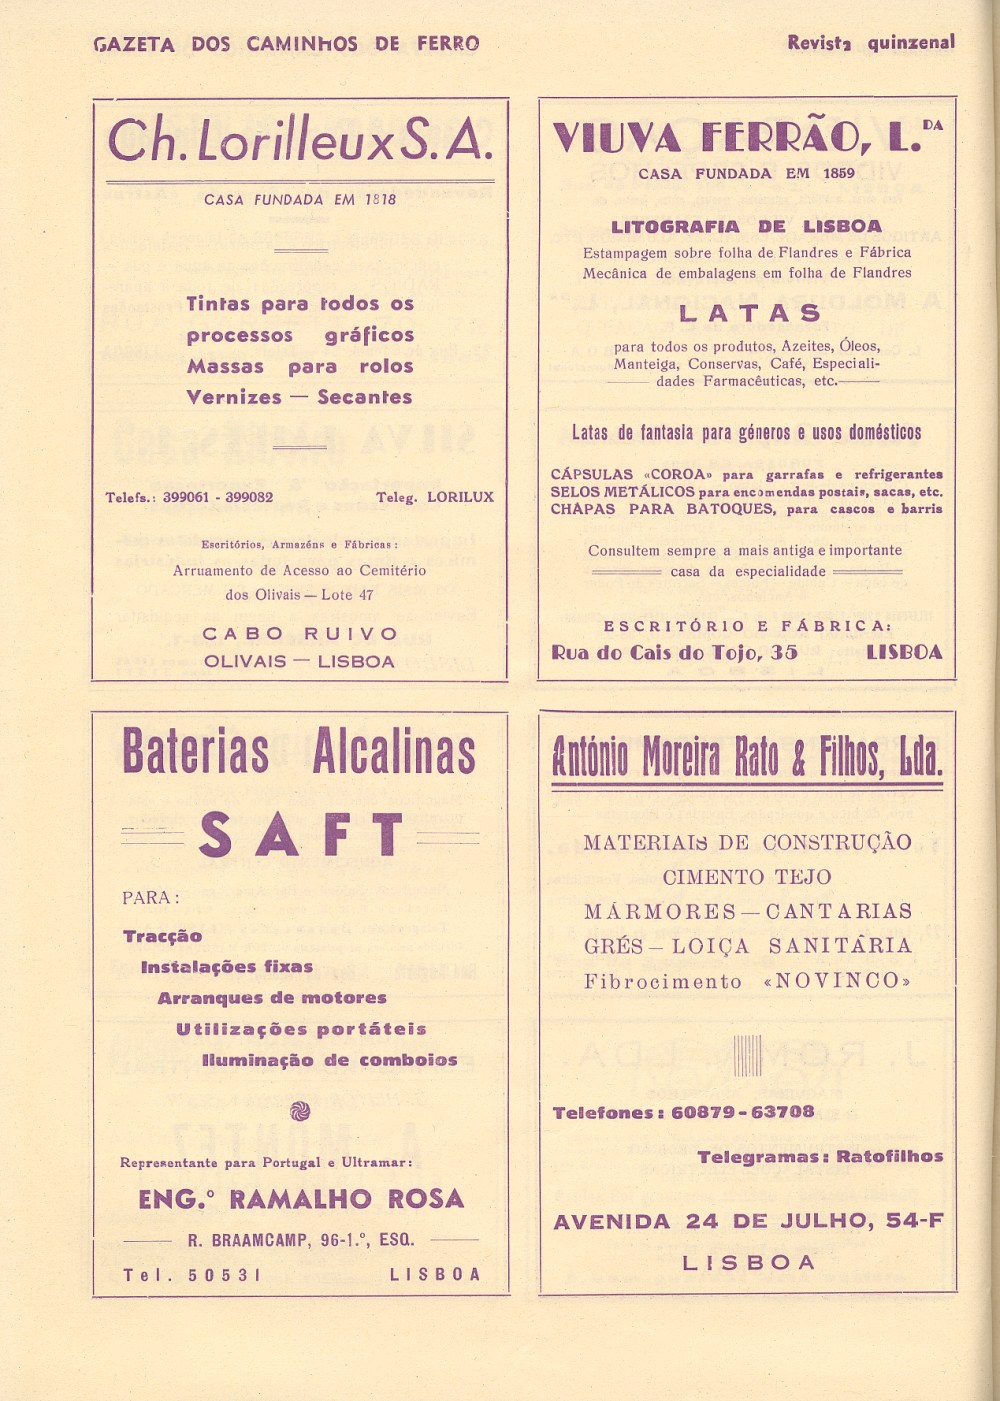 GAZETA DOS CAMINHOS DE FERRO
Revista quinzenal
Ch. Lorilleux S. A.
CASA FUNDADA EM 1818
Tintas para todos os
processos gráficos
Massas para rolos
Vernizes — Secantes
Telefs.: 399061 - 399082 Teleg. LORILUX
Escritórios, Armazéns e Fábricas:
Arruamento de Acesso ao Cemitério
dos Olivais — Lote 47
CABO RUIVO
OLIVAIS — LISBOA
VIUVA FERRÃO, L.DA
CASA FUNDADA EM 1859
LITOGRAFIA DE LISBOA
Estampagem sobre folha de Flandres e Fábrica
Mecânica de embalagens em folha de Flandres
LATAS
para todos os produtos, Azeites, Óleos,
Manteiga, Conservas, Café, Especiali-
dades Farmacêuticas, etc.
Latas de fantasia para géneros e usos domésticos
CÁPSULAS «COROA» para garrafas e refrigerantes
SELOS METÁLICOS para encomendas postais, sacas, etc.
CHAPAS PARA BATOQUES, para cascos e barris
Consultem sempre a mais antiga e importante
casa da especialidade
ESCRITÓRIO E FÁBRICA:
Rua do Cais do Tojo, 35 LISBOA
Baterias Alcalinas
SAFT
PARA:
Tracção
Instalações fixas
Arranques de motores
Utilizações portáteis
Iluminação de comboios
Representante para Portugal e Ultramar:
ENG.º RAMALHO ROSA
R. BRAAMCAMP, 96-1.º, ESQ.
Tel. 50531 LISBOA
António Moreira Rato & Filhos, Lda.
MATERIAIS DE CONSTRUÇÃO
CIMENTO TEJO
MÁRMORES — CANTARIAS
GRÉS — LOIÇA SANITÁRIA
Fibrocimento «NOVINCO»
Telefones: 60879-63708
Telegramas: Ratofilhos
AVENIDA 24 DE JULHO, 54-F
LISBOA